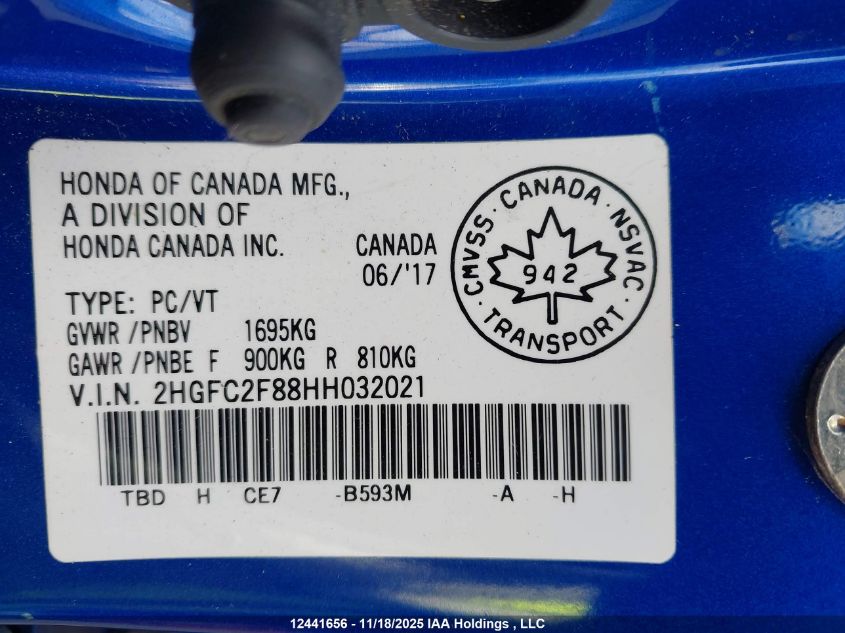 HONDA OF CANADA MFG.,
A DIVISION OF
HONDA CANADA INC. CANADA
06/'17
CMVSS · CANADA · NSVAC · TRANSPORT ·
942
TYPE: PC/VT
GVWR /PNBV 1695KG
GAWR /PNBE F 900KG R 810KG
V.I.N. 2HGFC2F88HH032021
TBD H CE7 -B593M -A -H
12441656 - 11/18/2025 IAA Holdings , LLC